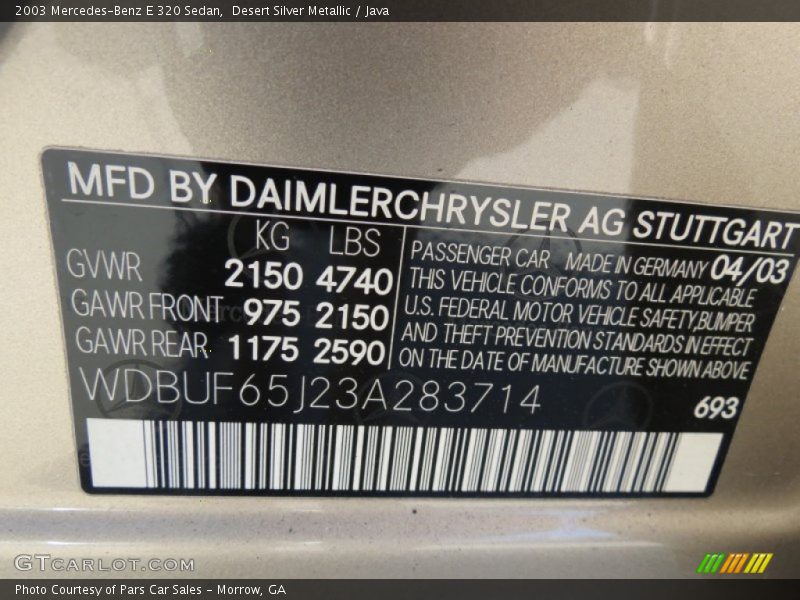 2003 Mercedes-Benz E 320 Sedan,  Desert Silver Metallic / Java
MFD BY DAIMLERCHRYSLER AG STUTTGART
KG LBS
GVWR 2150 4740
GAWR FRONT 975 2150
GAWR REAR 1175 2590
PASSENGER CAR MADE IN GERMANY 04/03
THIS VEHICLE CONFORMS TO ALL APPLICABLE
U.S. FEDERAL MOTOR VEHICLE SAFETY,BUMPER
AND THEFT PREVENTION STANDARDS IN EFFECT
ON THE DATE OF MANUFACTURE SHOWN ABOVE
WDBUF65J23A283714
693
GTCARLOT.COM
Photo Courtesy of Pars Car Sales - Morrow, GA